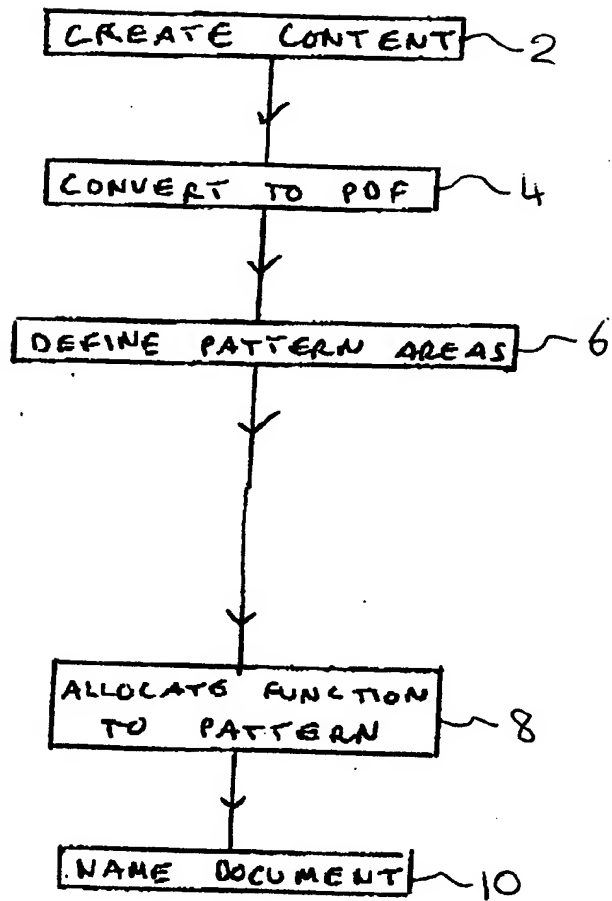 CREATE CONTENT 2
CONVERT TO PDF 4
DEFINE PATTERN AREAS 6
ALLOCATE FUNCTION
TO PATTERN 8
NAME DOCUMENT 10